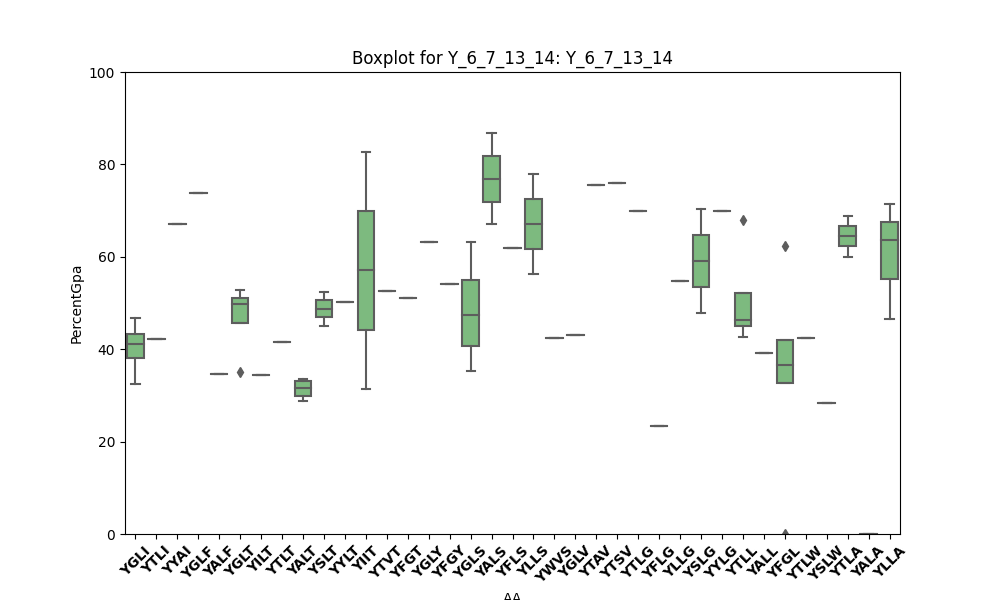 Boxplot for Y_6_7_13_14: Y_6_7_13_14
100
80
60
40
20
0
PercentGpa
YGLI YTLI YYAI YGLF YALF YGLT YILT YTLT YALT YSLT YYLT YIIT YTVT YFGT YGLY YFGY YGLS YALS YFLS YLLS YWVS YGLV YTAV YTSV YTLG YFLG YLLG YSLG YYLG YTLL YALL YFGL YTLW YSLW YTLA YALA YLLA
AA